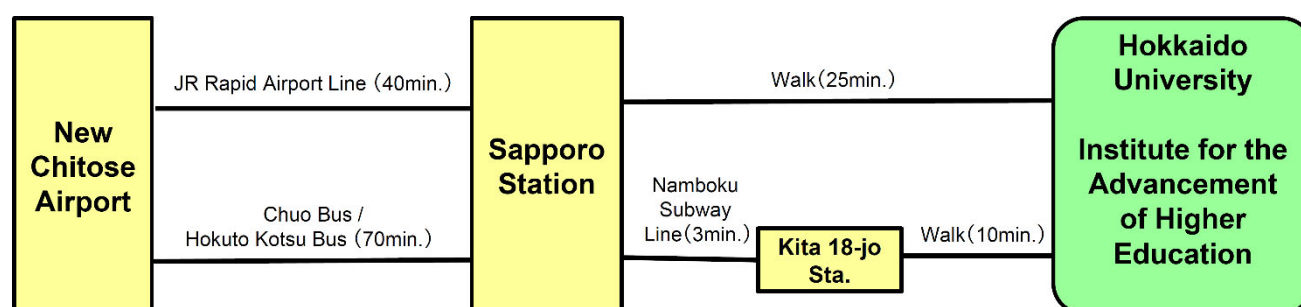 New
Chitose
Airport
JR Rapid Airport Line (40min.)
Chuo Bus /
Hokuto Kotsu Bus (70min.)
Sapporo
Station
Walk(25min.)
Namboku
Subway
Line(3min.)
Kita 18-jo
Sta.
Walk(10min.)
Hokkaido
University
Institute for the
Advancement
of Higher
Education